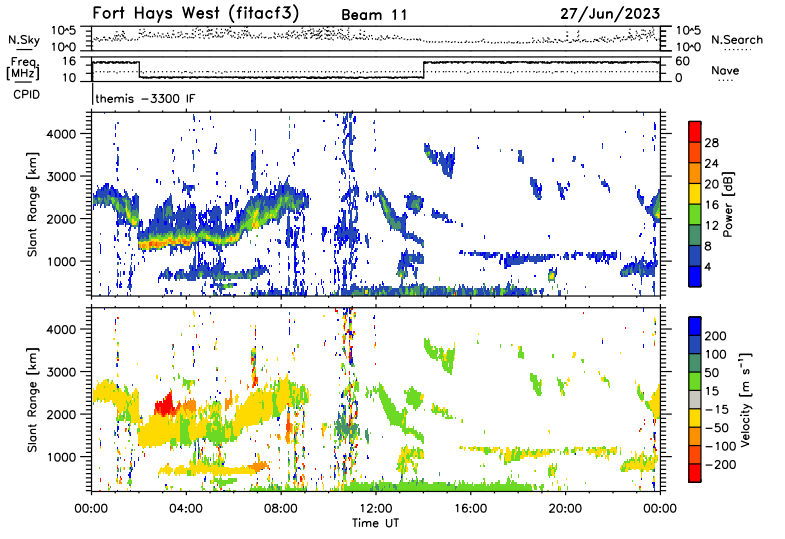 Fort Hays West (fitacf3) Beam 11 27/Jun/2023
N.Sky 10^5 10^0 10^5 10^0 N.Search
Freq. [MHz] 16 10 60 0 Nave
CPID themis -3300 IF
Slant Range [km] 4000 3000 2000 1000
Power [dB] 28 24 20 16 12 8 4
Slant Range [km] 4000 3000 2000 1000
Velocity [m s⁻¹] 200 100 50 15 -15 -50 -100 -200
00:00 04:00 08:00 12:00 16:00 20:00 00:00
Time UT